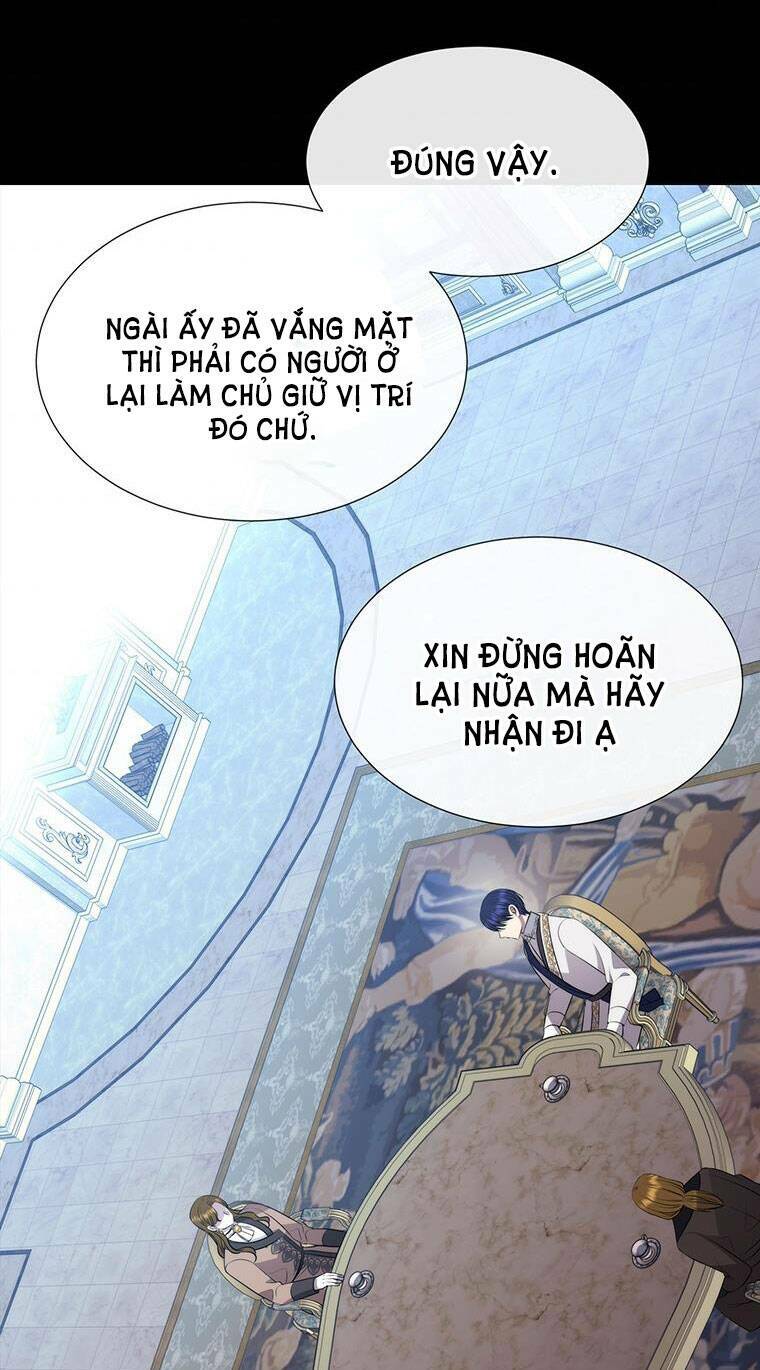 ĐÚNG VẬY.
NGÀI ẤY ĐÃ VẮNG MẶT
THÌ PHẢI CÓ NGƯỜI Ở
LẠI LÀM CHỦ GIỮ VỊ TRÍ
ĐÓ CHỨ.
XIN ĐỪNG HOÃN
LẠI NỮA MÀ HÃY
NHẬN ĐI Ạ